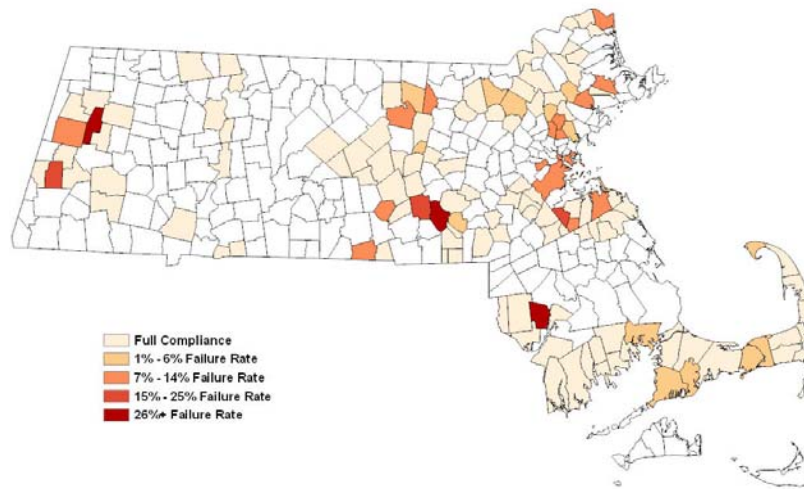 Full Compliance
1% - 6% Failure Rate
7% - 14% Failure Rate
15% - 25% Failure Rate
26%+ Failure Rate